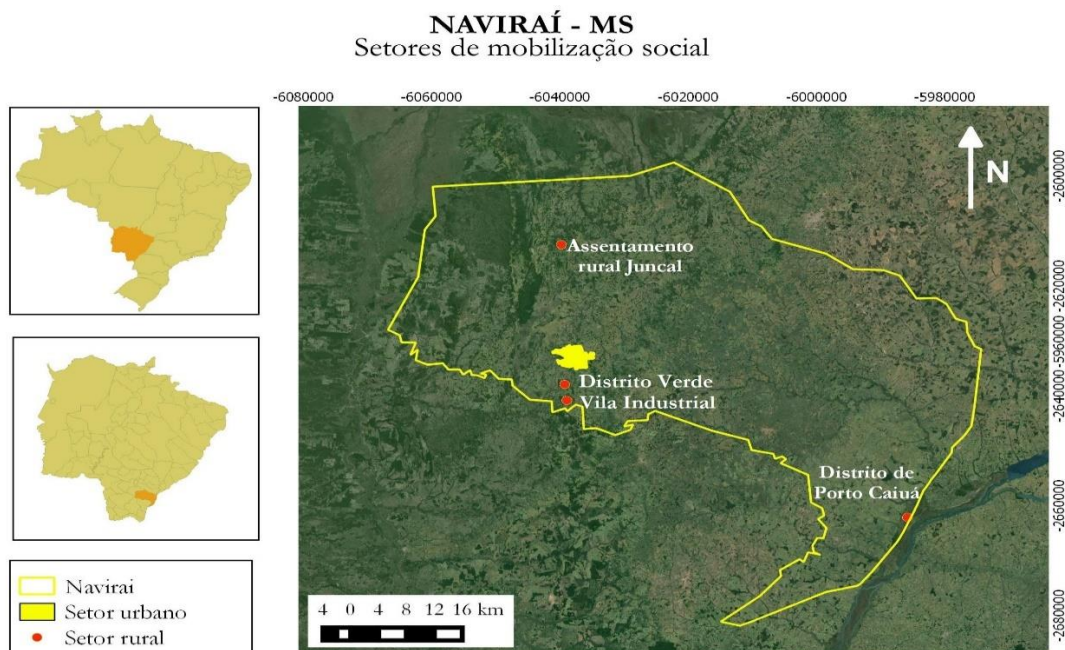 NAVIRAÍ - MS
Setores de mobilização social
-6080000 -6060000 -6040000 -6020000 -6000000 -5980000
-2600000
-2620000
-5960000
-2640000
-2660000
-2680000
N
Assentamento
rural Juncal
Distrito Verde
Vila Industrial
Distrito de
Porto Caiuá
Navirai
Setor urbano
Setor rural
4 0 4 8 12 16 km